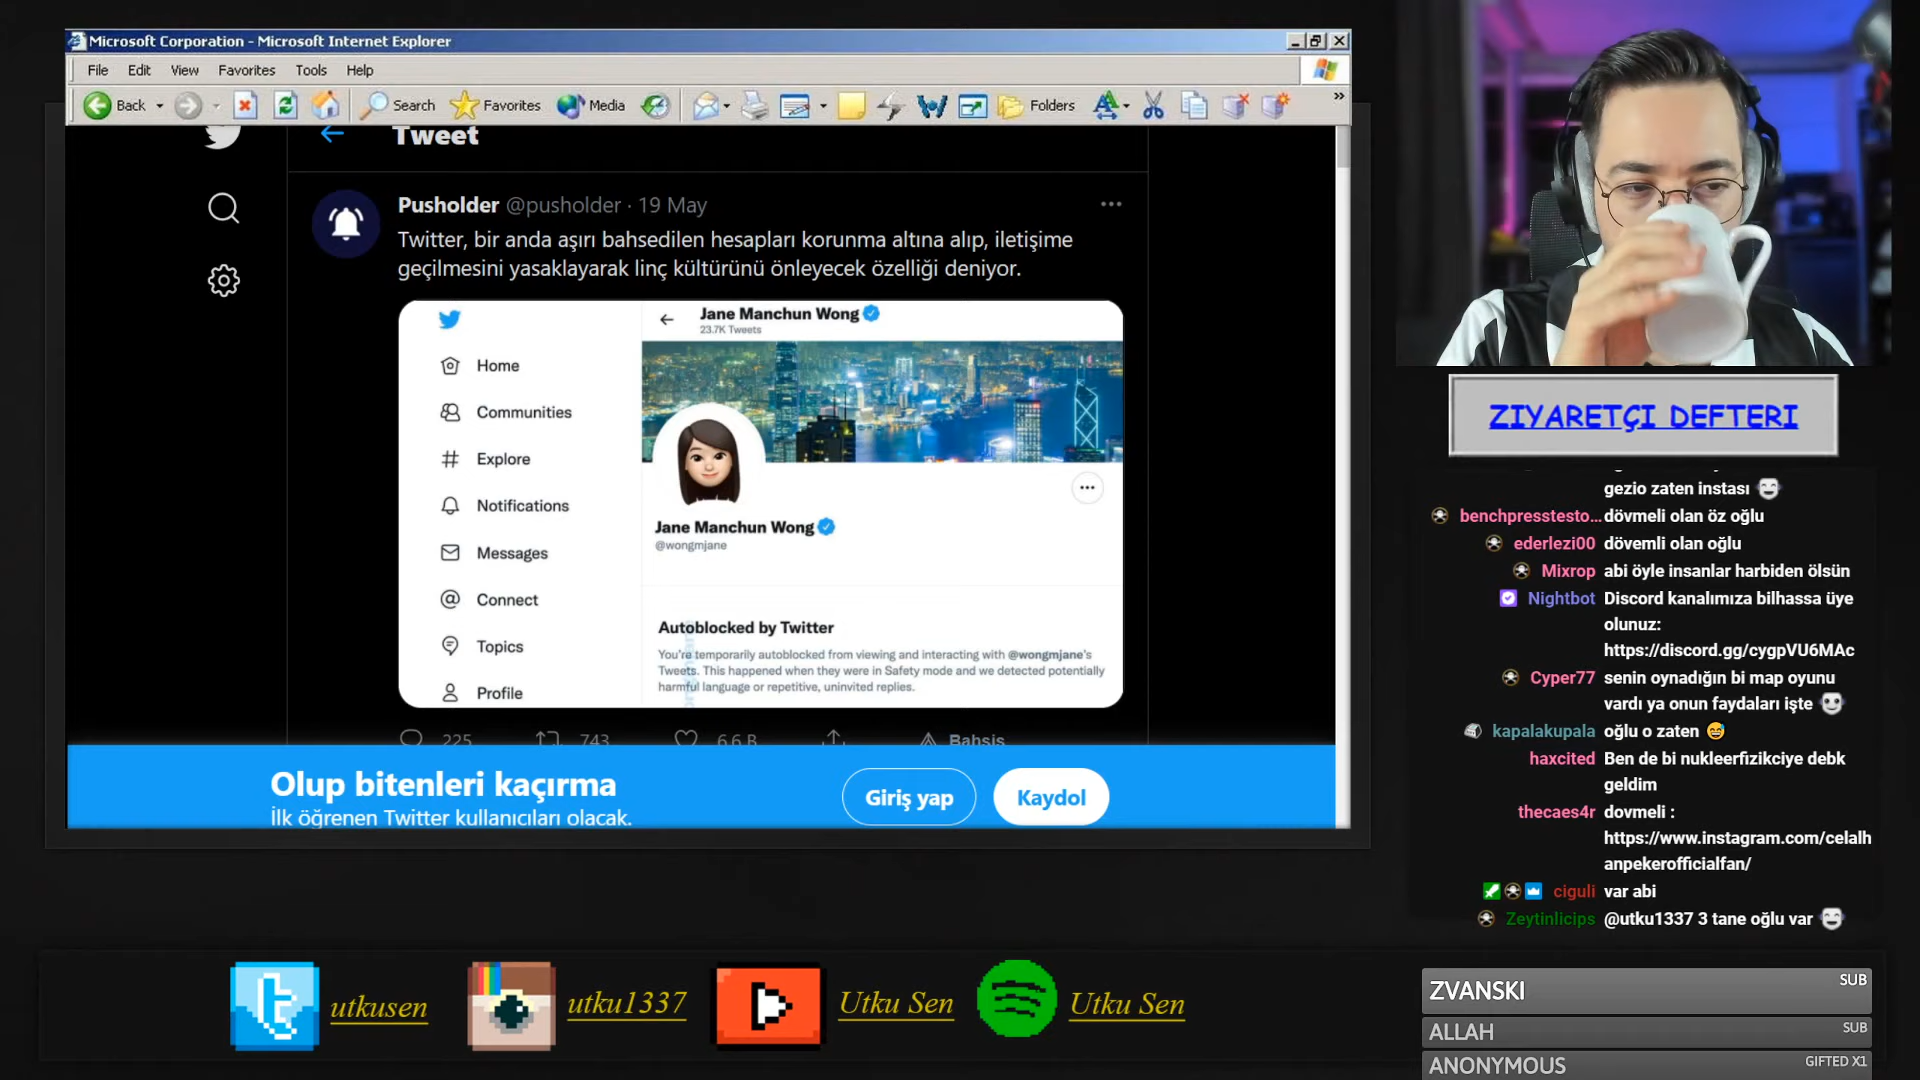 Microsoft Corporation - Microsoft Internet Explorer
File Edit View Favorites Tools Help
Back Search Favorites Media Folders
Tweet
Pusholder @pusholder · 19 May
Twitter, bir anda aşırı bahsedilen hesapları korunma altına alıp, iletişime
geçilmesini yasaklayarak linç kültürünü önleyecek özelliği deniyor.
Jane Manchun Wong
23.7K Tweets
Home
Communities
Explore
Notifications
Messages
Connect
Topics
Profile
Jane Manchun Wong
@wongmjane
Autoblocked by Twitter
You're temporarily autoblocked from viewing and interacting with @wongmjane's
Tweets. This happened when they were in Safety mode and we detected potentially
harmful language or repetitive, uninvited replies.
225 743 6,6 B Bahşiş
Olup bitenleri kaçırma
İlk öğrenen Twitter kullanıcıları olacak.
Giriş yap
Kaydol
ZIYARETÇI DEFTERI
gezio zaten instası
benchpresstesto... dövmeli olan öz oğlu
ederlezi00 dövemli olan oğlu
Mixrop abi öyle insanlar harbiden ölsün
Nightbot Discord kanalımıza bilhassa üye
olunuz:
https://discord.gg/cygpVU6MAc
Cyper77 senin oynadığın bi map oyunu
vardı ya onun faydaları işte
kapalakupala oğlu o zaten
haxcited Ben de bi nukleerfizikciye debk
geldim
thecaes4r dovmeli :
https://www.instagram.com/celalh
anpekerofficialfan/
ciguli var abi
Zeytinlicips @utku1337 3 tane oğlu var
utkusen
utku1337
Utku Sen
Utku Sen
ZVANSKI SUB
ALLAH SUB
ANONYMOUS GIFTED X1